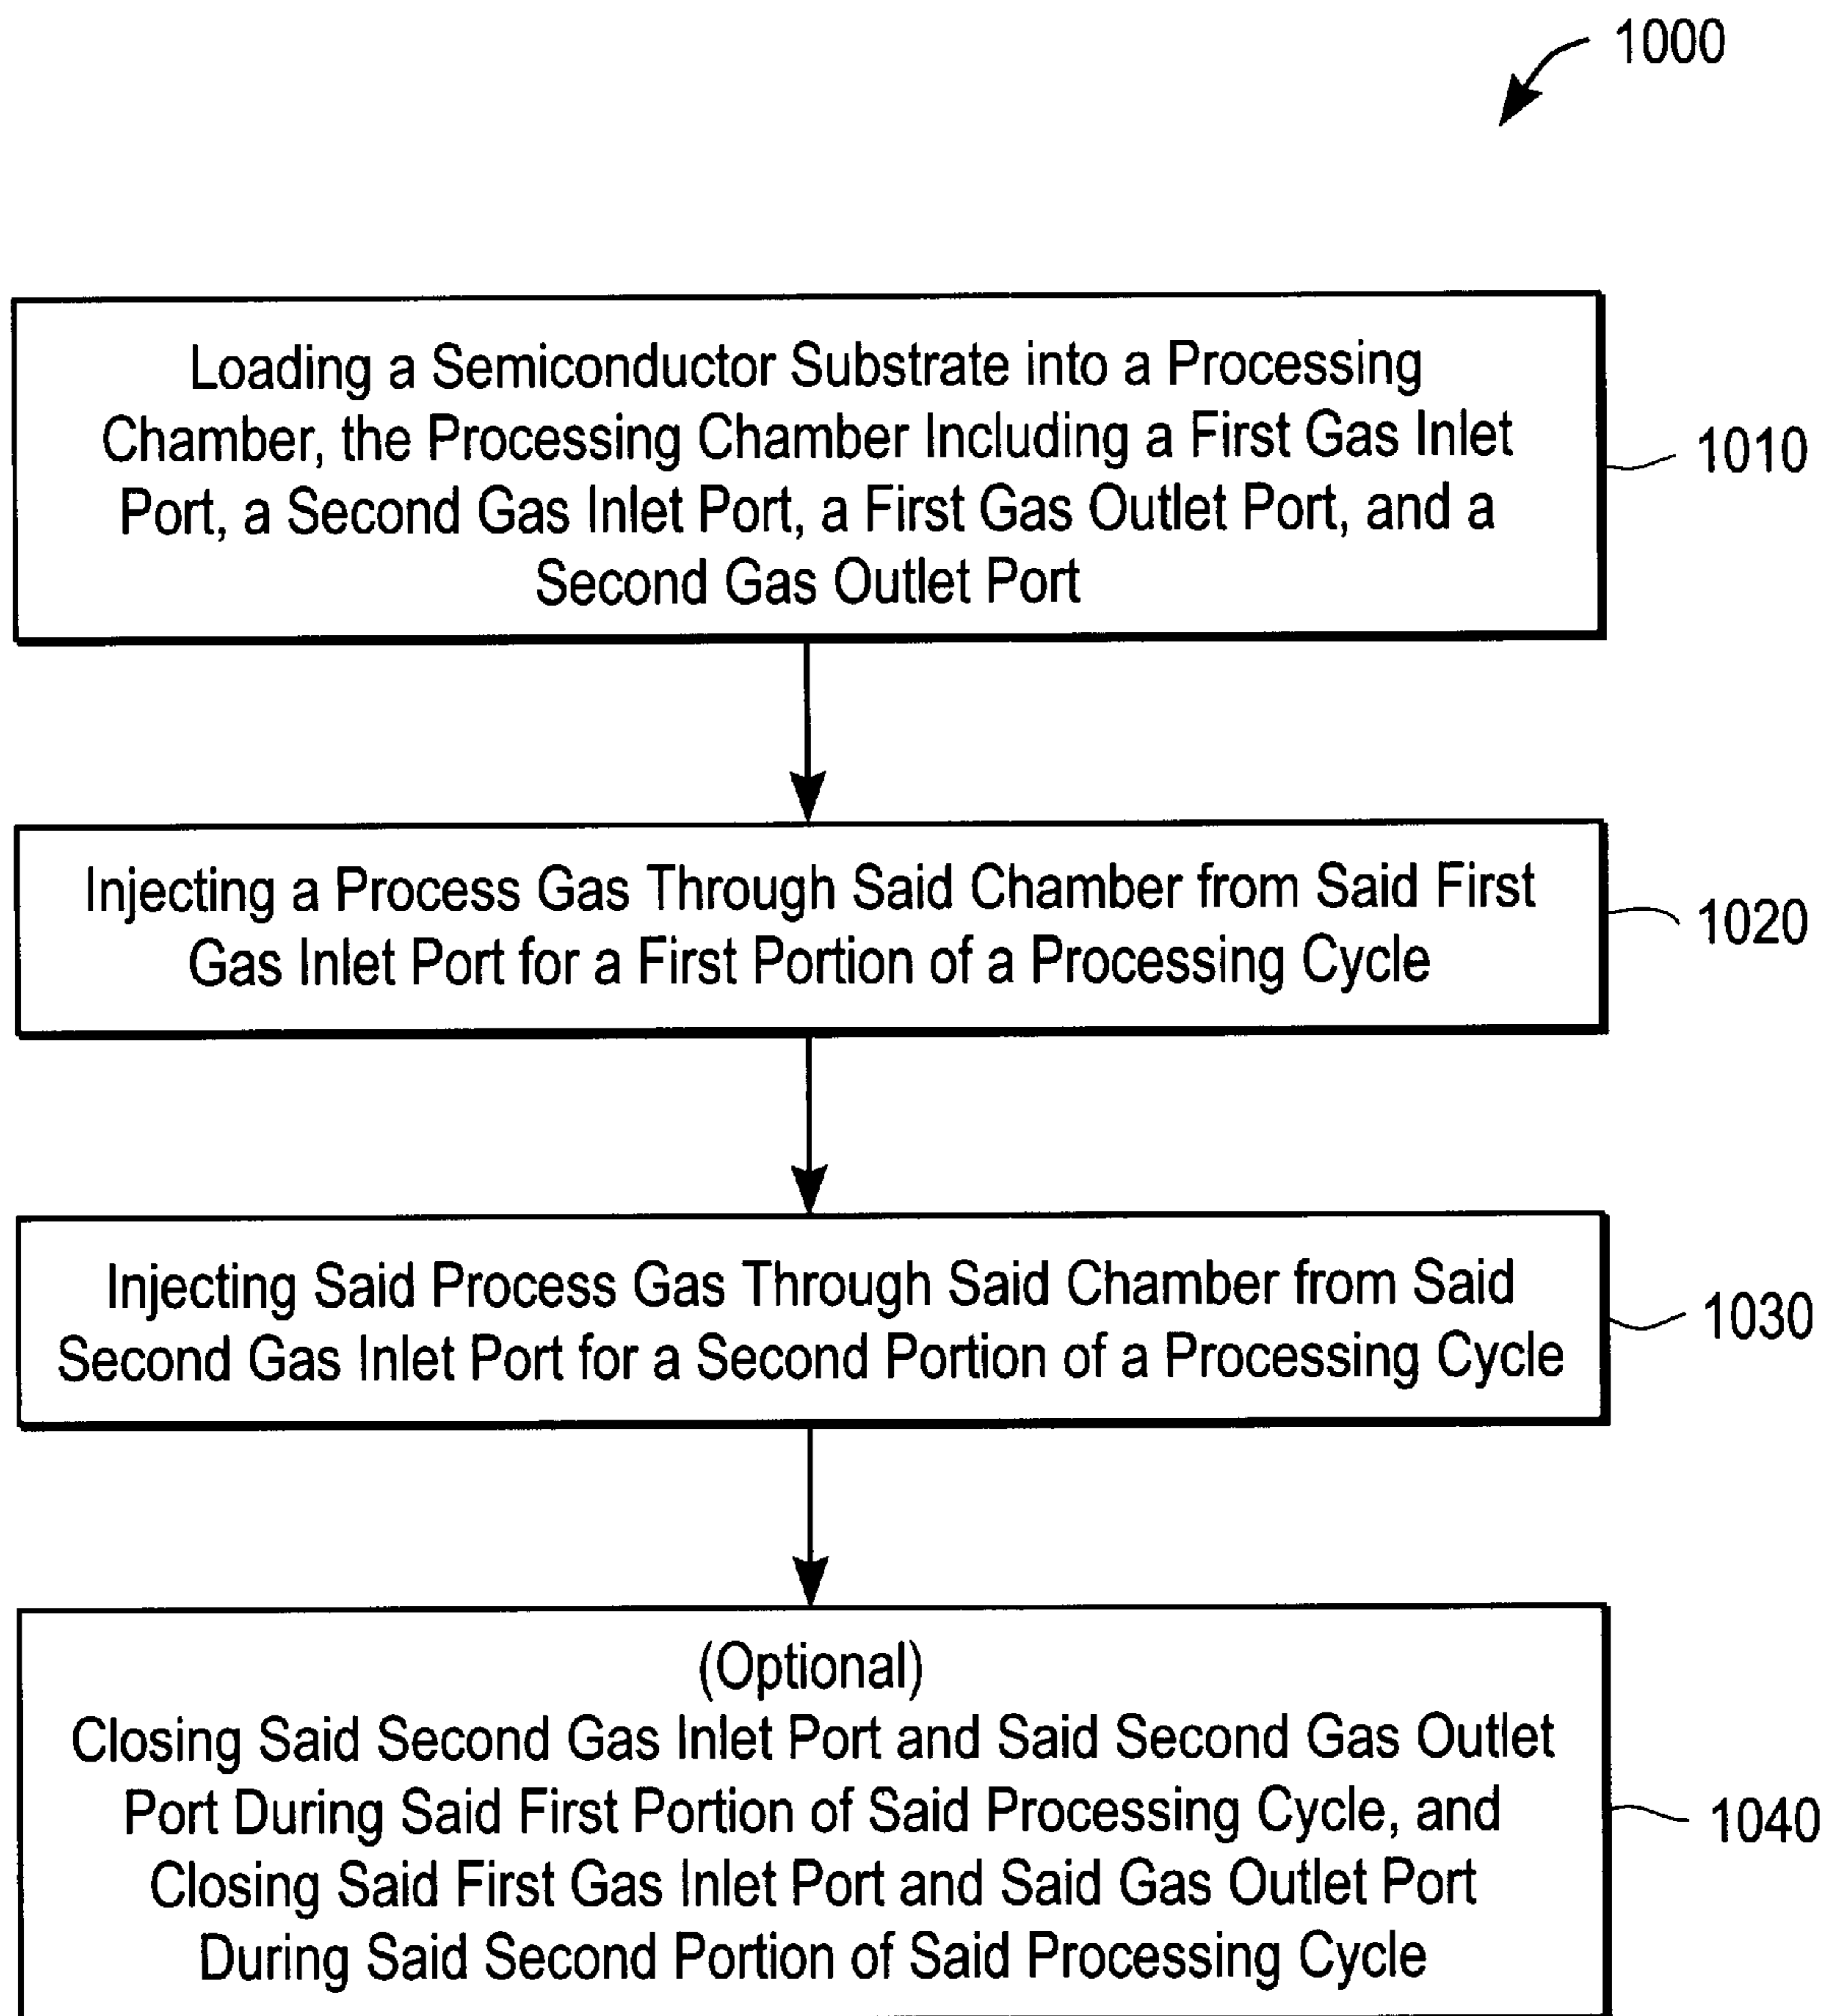 1000
Loading a Semiconductor Substrate into a Processing
Chamber, the Processing Chamber Including a First Gas Inlet
Port, a Second Gas Inlet Port, a First Gas Outlet Port, and a
Second Gas Outlet Port
1010
Injecting a Process Gas Through Said Chamber from Said First
Gas Inlet Port for a First Portion of a Processing Cycle
1020
Injecting Said Process Gas Through Said Chamber from Said
Second Gas Inlet Port for a Second Portion of a Processing Cycle
1030
(Optional)
Closing Said Second Gas Inlet Port and Said Second Gas Outlet
Port During Said First Portion of Said Processing Cycle, and
Closing Said First Gas Inlet Port and Said Gas Outlet Port
During Said Second Portion of Said Processing Cycle
1040